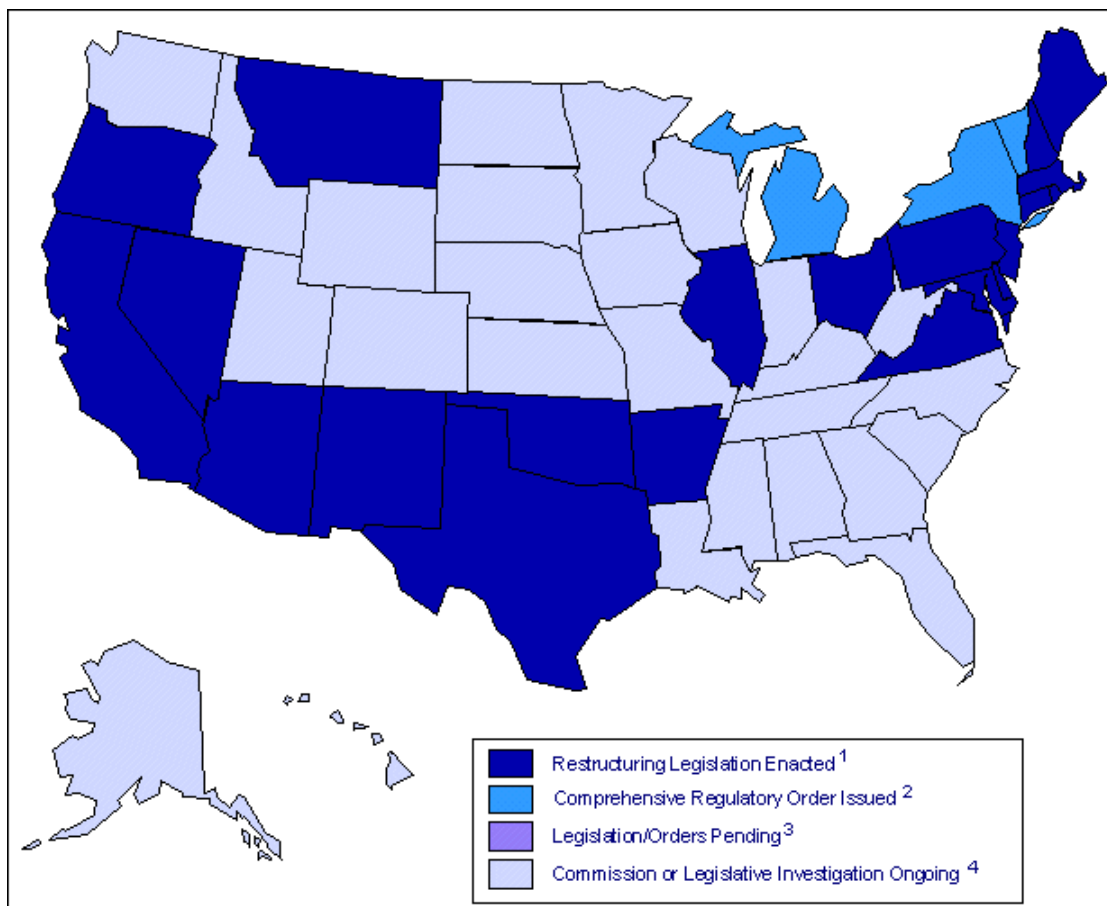 Restructuring Legislation Enacted 1
Comprehensive Regulatory Order Issued 2
Legislation/Orders Pending 3
Commission or Legislative Investigation Ongoing 4